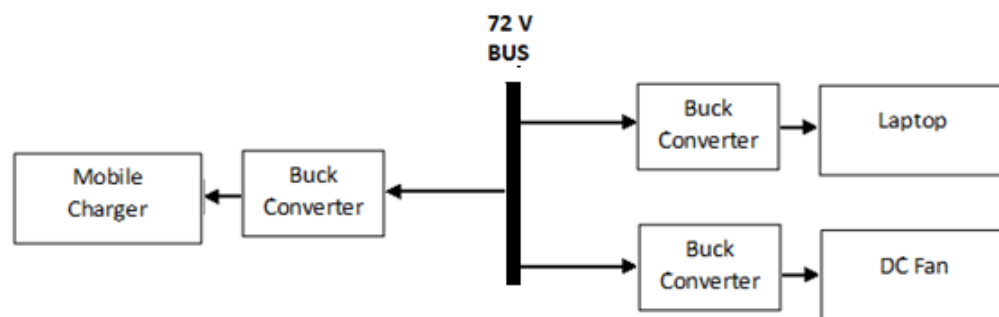 72 V
BUS
Mobile
Charger
Buck
Converter
Buck
Converter
Laptop
Buck
Converter
DC Fan